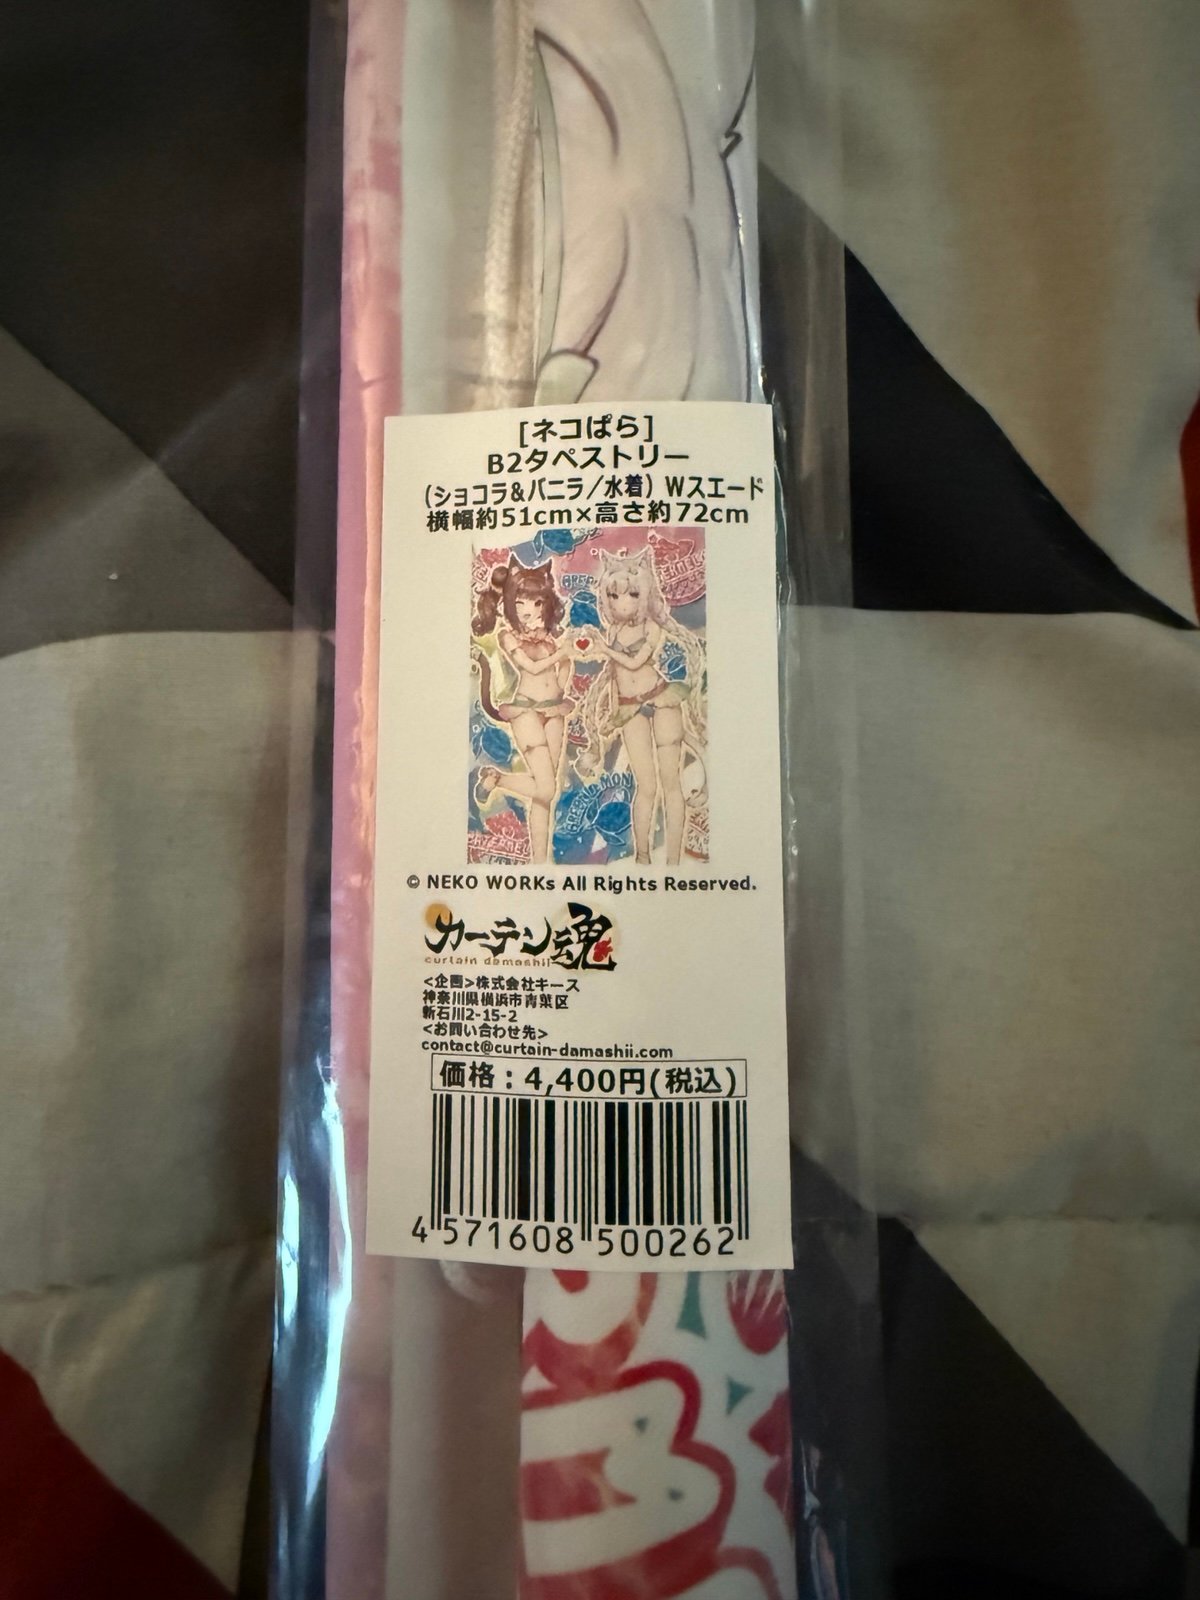 [ネコぱら]
B2タペストリー
(ショコラ&バニラ/水着) Wスエード
横幅約51cm×高さ約72cm
© NEKO WORKs All Rights Reserved.
カーテン魂
curtain damashii
<企画>株式会社キース
神奈川県横浜市青葉区
新石川2-15-2
<お問い合わせ先>
contact@curtain-damashii.com
価格：4,400円(税込)
4 571608 500262